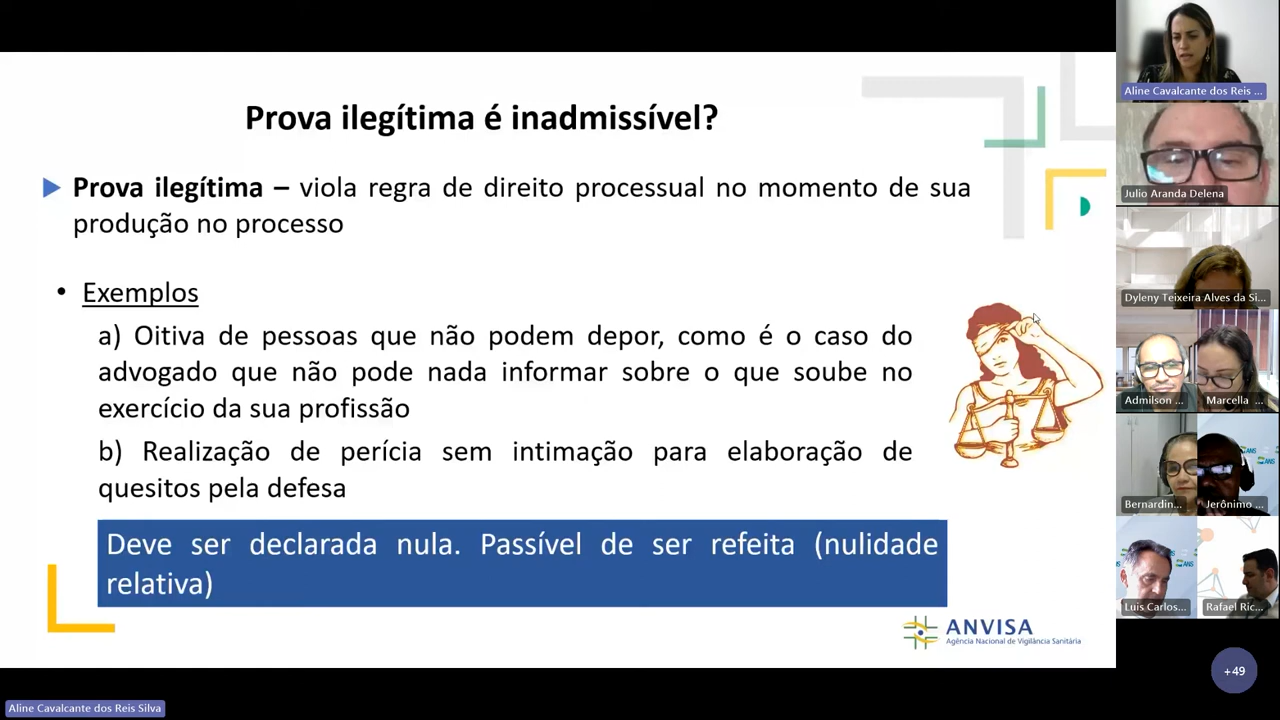 Prova ilegítima é inadmissível?
Prova ilegítima – viola regra de direito processual no momento de sua
produção no processo
• Exemplos
a) Oitiva de pessoas que não podem depor, como é o caso do
advogado que não pode nada informar sobre o que soube no
exercício da sua profissão
b) Realização de perícia sem intimação para elaboração de
quesitos pela defesa
Deve ser declarada nula. Passível de ser refeita (nulidade
relativa)
ANVISA
Agência Nacional de Vigilância Sanitária
Aline Cavalcante dos Reis ...
Julio Aranda Delena
Dyleny Teixeira Alves da Si...
Admilson ...
Marcella ...
Bernardin...
ANS
Jerônimo ...
ANS
Luis Carlos...
Rafael Ric...
+49
Aline Cavalcante dos Reis Silva